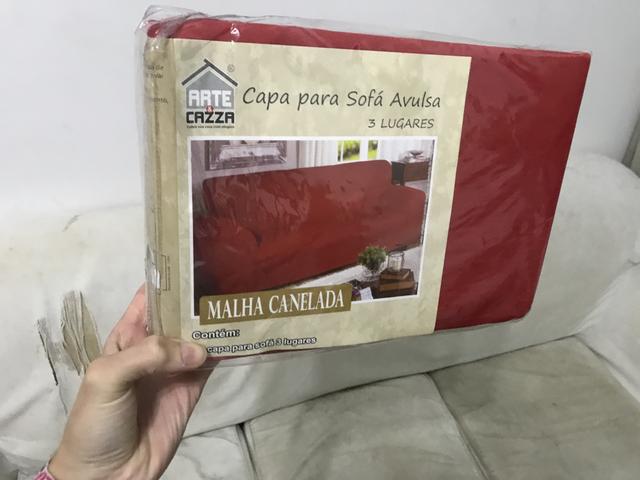 ARTE
&
CAZZA
®
Capa para Sofá Avulsa
3 LUGARES
MALHA CANELADA
Contém:
capa para sofá 3 lugares